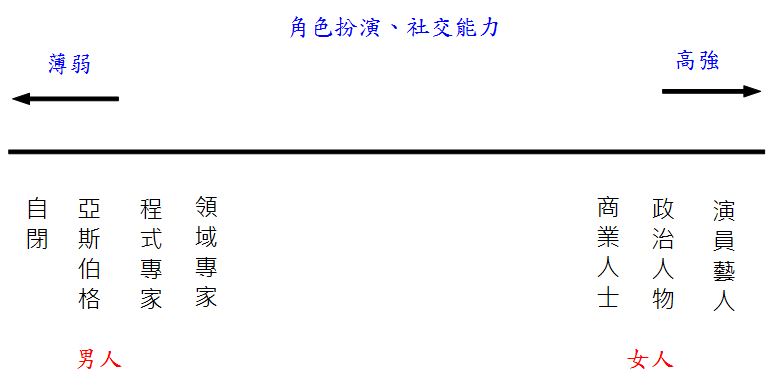 角色扮演、社交能力
薄弱
高強
自閉
亞斯伯格
程式專家
領域專家
商業人士
政治人物
演員藝人
男人
女人